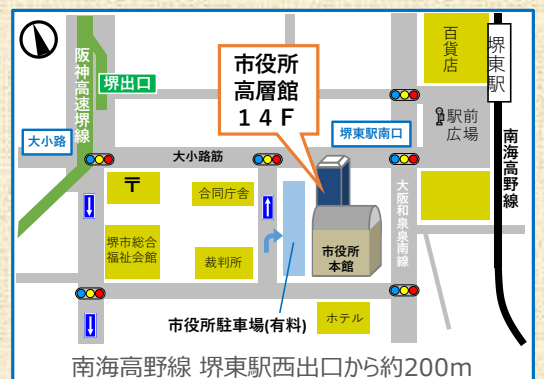 阪神高速堺線
堺出口
市役所
高層館
14F
百貨店
堺東駅
駅前
広場
南海高野線
大小路
大小路筋
堺東駅南口
〒
合同庁舎
堺市総合
福祉会館
裁判所
市役所
本館
大阪和泉泉南線
市役所駐車場(有料)
ホテル
南海高野線 堺東駅西出口から約200m